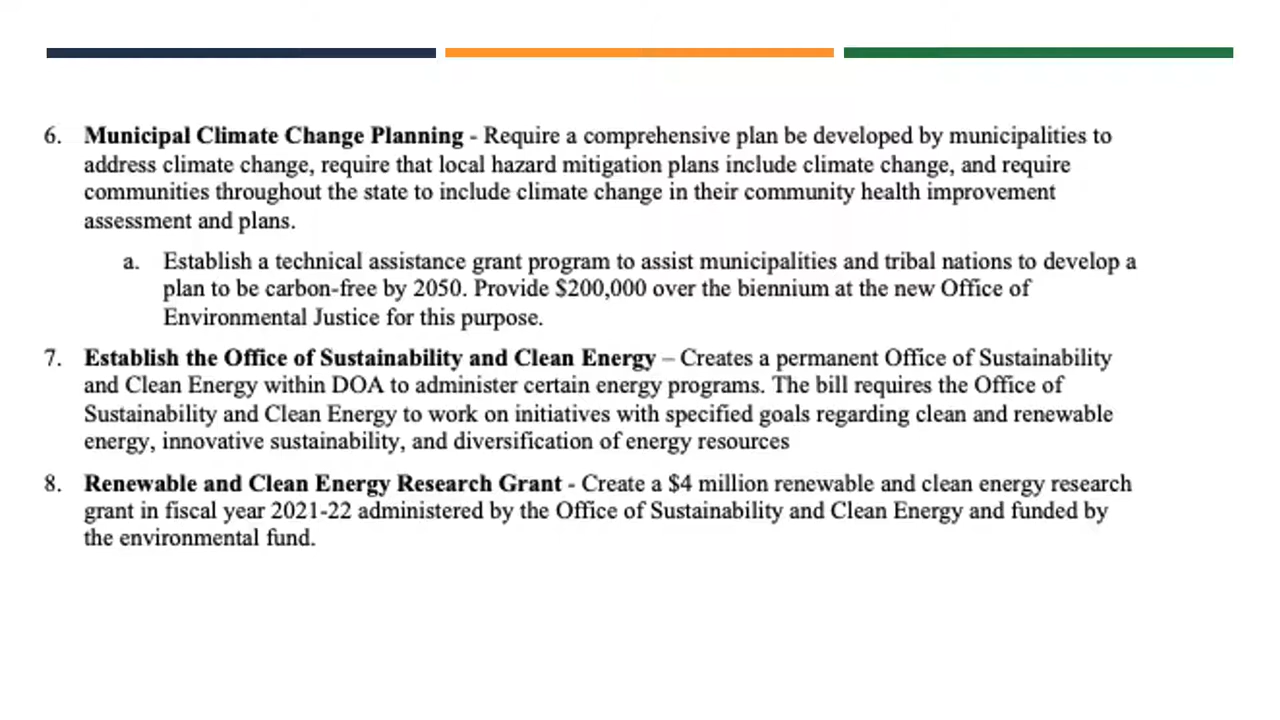 6. Municipal Climate Change Planning - Require a comprehensive plan be developed by municipalities to
address climate change, require that local hazard mitigation plans include climate change, and require
communities throughout the state to include climate change in their community health improvement
assessment and plans.
a. Establish a technical assistance grant program to assist municipalities and tribal nations to develop a
plan to be carbon-free by 2050. Provide $200,000 over the biennium at the new Office of
Environmental Justice for this purpose.
7. Establish the Office of Sustainability and Clean Energy – Creates a permanent Office of Sustainability
and Clean Energy within DOA to administer certain energy programs. The bill requires the Office of
Sustainability and Clean Energy to work on initiatives with specified goals regarding clean and renewable
energy, innovative sustainability, and diversification of energy resources
8. Renewable and Clean Energy Research Grant - Create a $4 million renewable and clean energy research
grant in fiscal year 2021-22 administered by the Office of Sustainability and Clean Energy and funded by
the environmental fund.